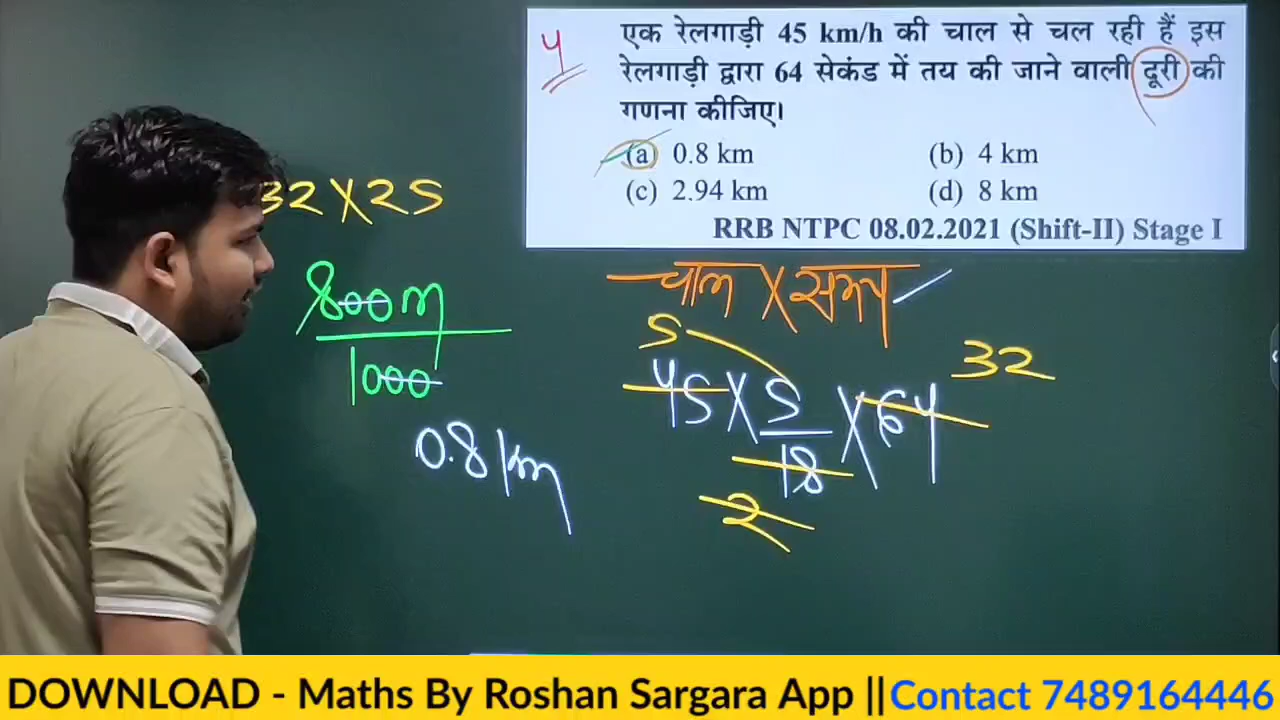 4
एक रेलगाड़ी 45 km/h की चाल से चल रही हैं इस
रेलगाड़ी द्वारा 64 सेकंड में तय की जाने वाली दूरी की
गणना कीजिए।
(a) 0.8 km (b) 4 km
(c) 2.94 km (d) 8 km
RRB NTPC 08.02.2021 (Shift-II) Stage I
32 X 25
800m
1000
0.8 km
चाल X समय
5
32
45 X 5 X 64
18
2
DOWNLOAD - Maths By Roshan Sargara App || Contact 7489164446